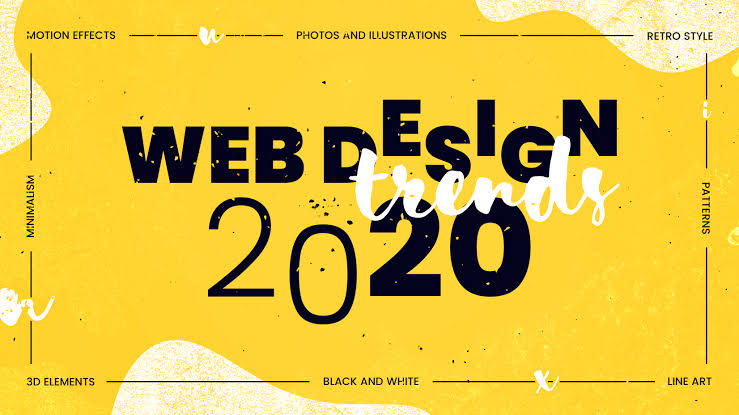 MOTION EFFECTS
u
PHOTOS AND ILLUSTRATIONS
RETRO STYLE
i
WEB DESIGN
trends
2020
MINIMALISM
PATTERNS
3D ELEMENTS
BLACK AND WHITE
x
LINE ART